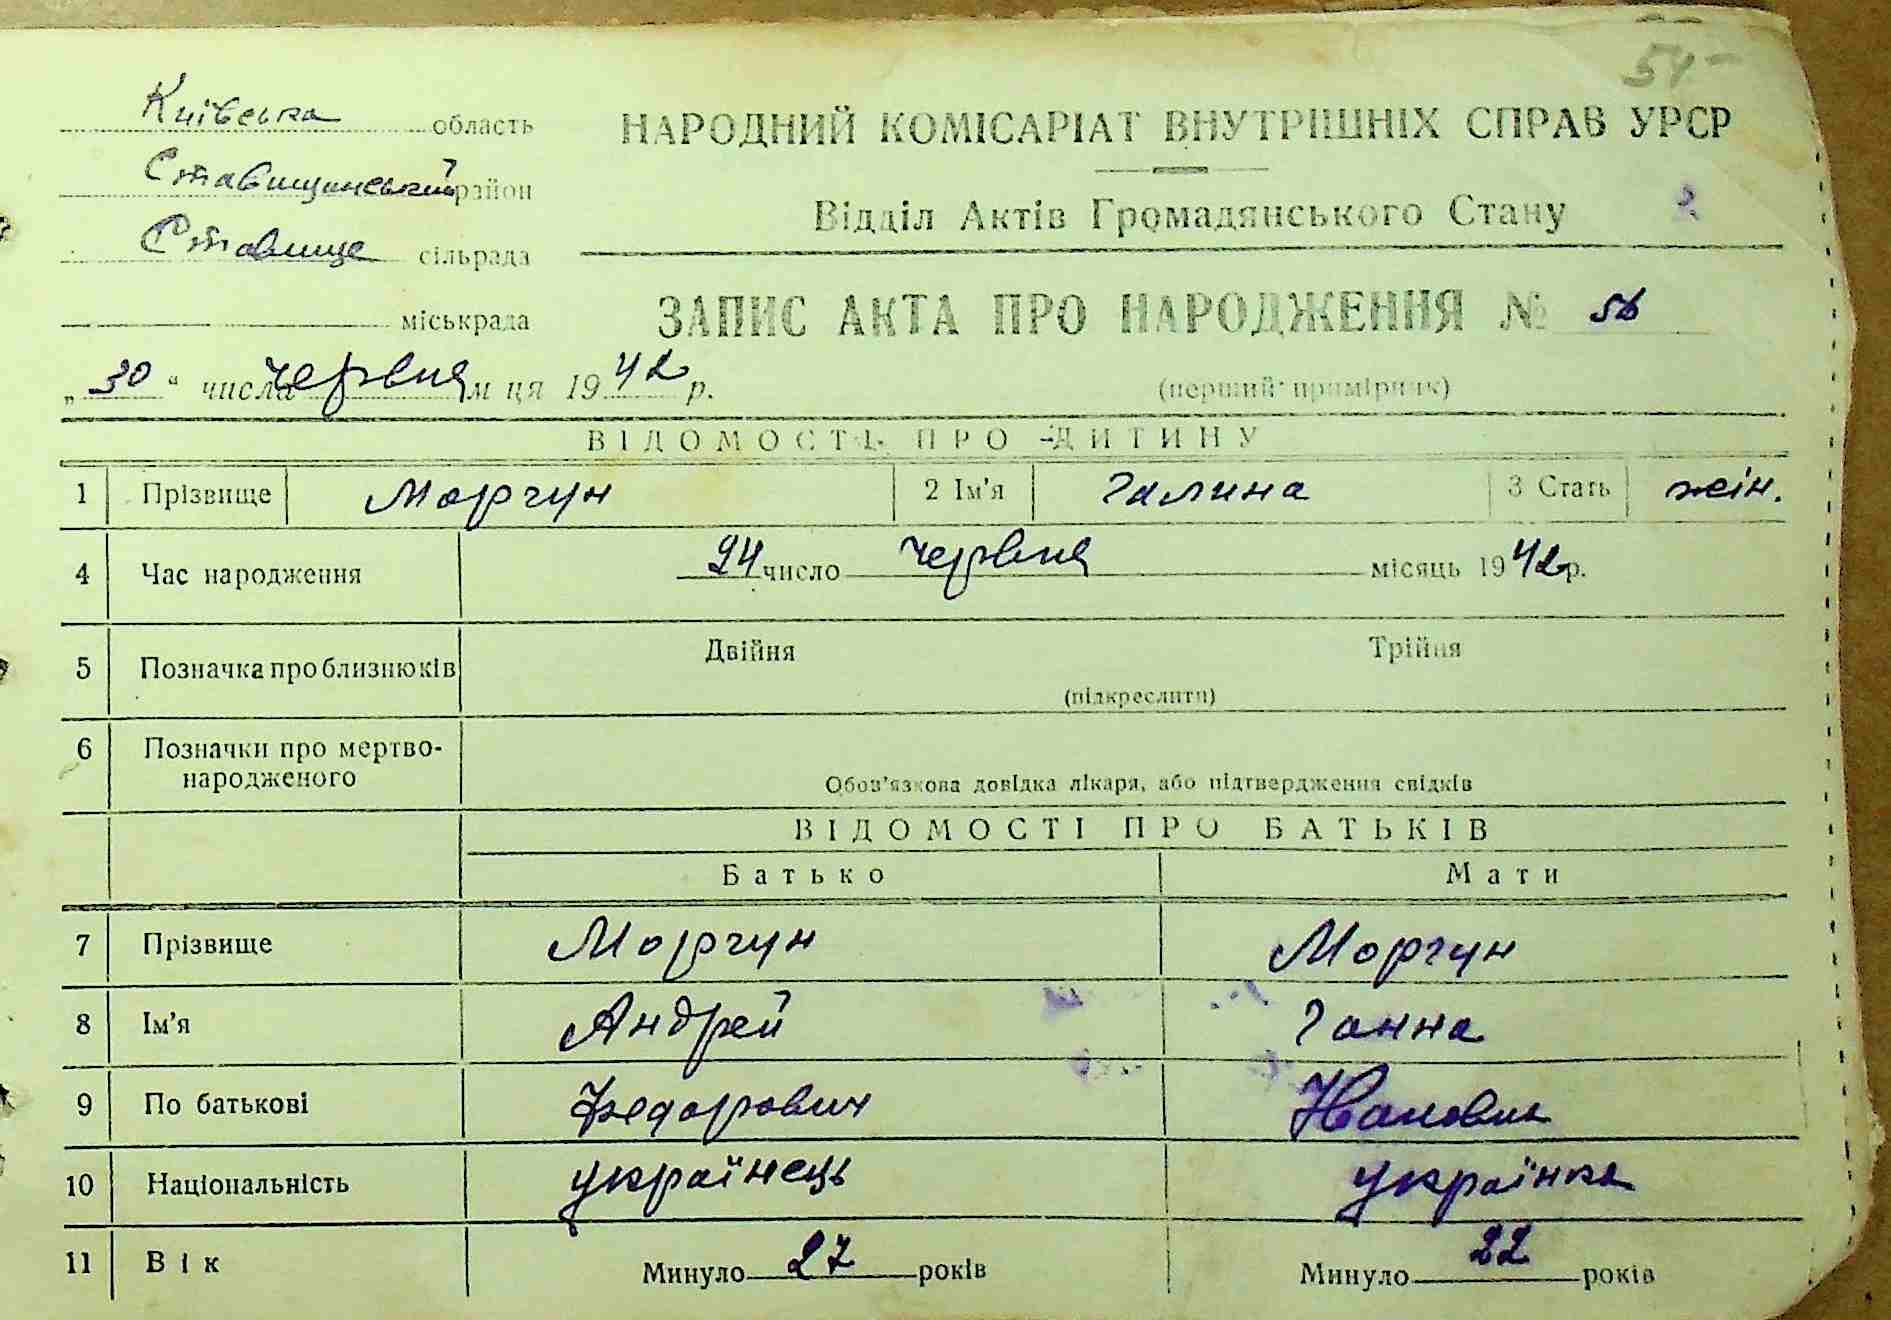 54
Київська область
Ставищанський район
Ставище сільрада
міськрада
НАРОДНИЙ КОМІСАРІАТ ВНУТРІШНІХ СПРАВ УРСР
Відділ Актів Громадянського Стану
ЗАПИС АКТА ПРО НАРОДЖЕННЯ № 56
„30“ числа червня м ця 1942 р.
(перший примірник)
ВІДОМОСТІ ПРО ДИТИНУ
1 Прізвище Моргун 2 Ім'я Галина 3 Стать жін.
4 Час народження 24 число червня місяць 1942 р.
5 Позначка про близнюків Двійня Трійня
(підкреслити)
6 Позначки про мертво-
народженого
Обов'язкова довідка лікаря, або підтвердження свідків
ВІДОМОСТІ ПРО БАТЬКІВ
Батько Мати
7 Прізвище Моргун Моргун
8 Ім'я Андрей Ганна
9 По батькові Федорович
10 Національність українець українка
11 Вік Минуло 27 років Минуло 22 років